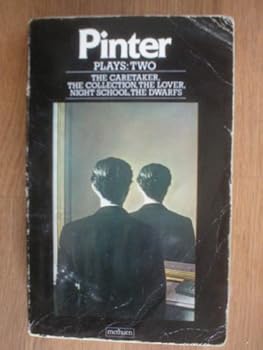 Pinter
PLAYS: TWO
THE CARETAKER,
THE COLLECTION, THE LOVER,
NIGHT SCHOOL, THE DWARFS
methuen